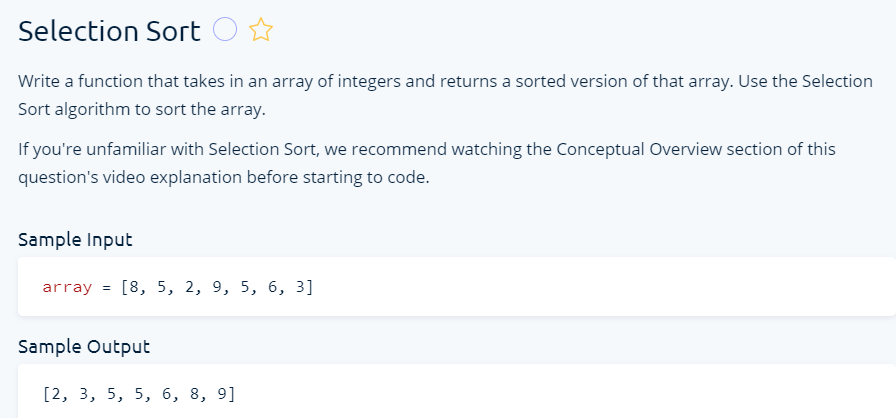 Selection Sort
Write a function that takes in an array of integers and returns a sorted version of that array. Use the Selection
Sort algorithm to sort the array.
If you're unfamiliar with Selection Sort, we recommend watching the Conceptual Overview section of this
question's video explanation before starting to code.
Sample Input
array = [8, 5, 2, 9, 5, 6, 3]
Sample Output
[2, 3, 5, 5, 6, 8, 9]